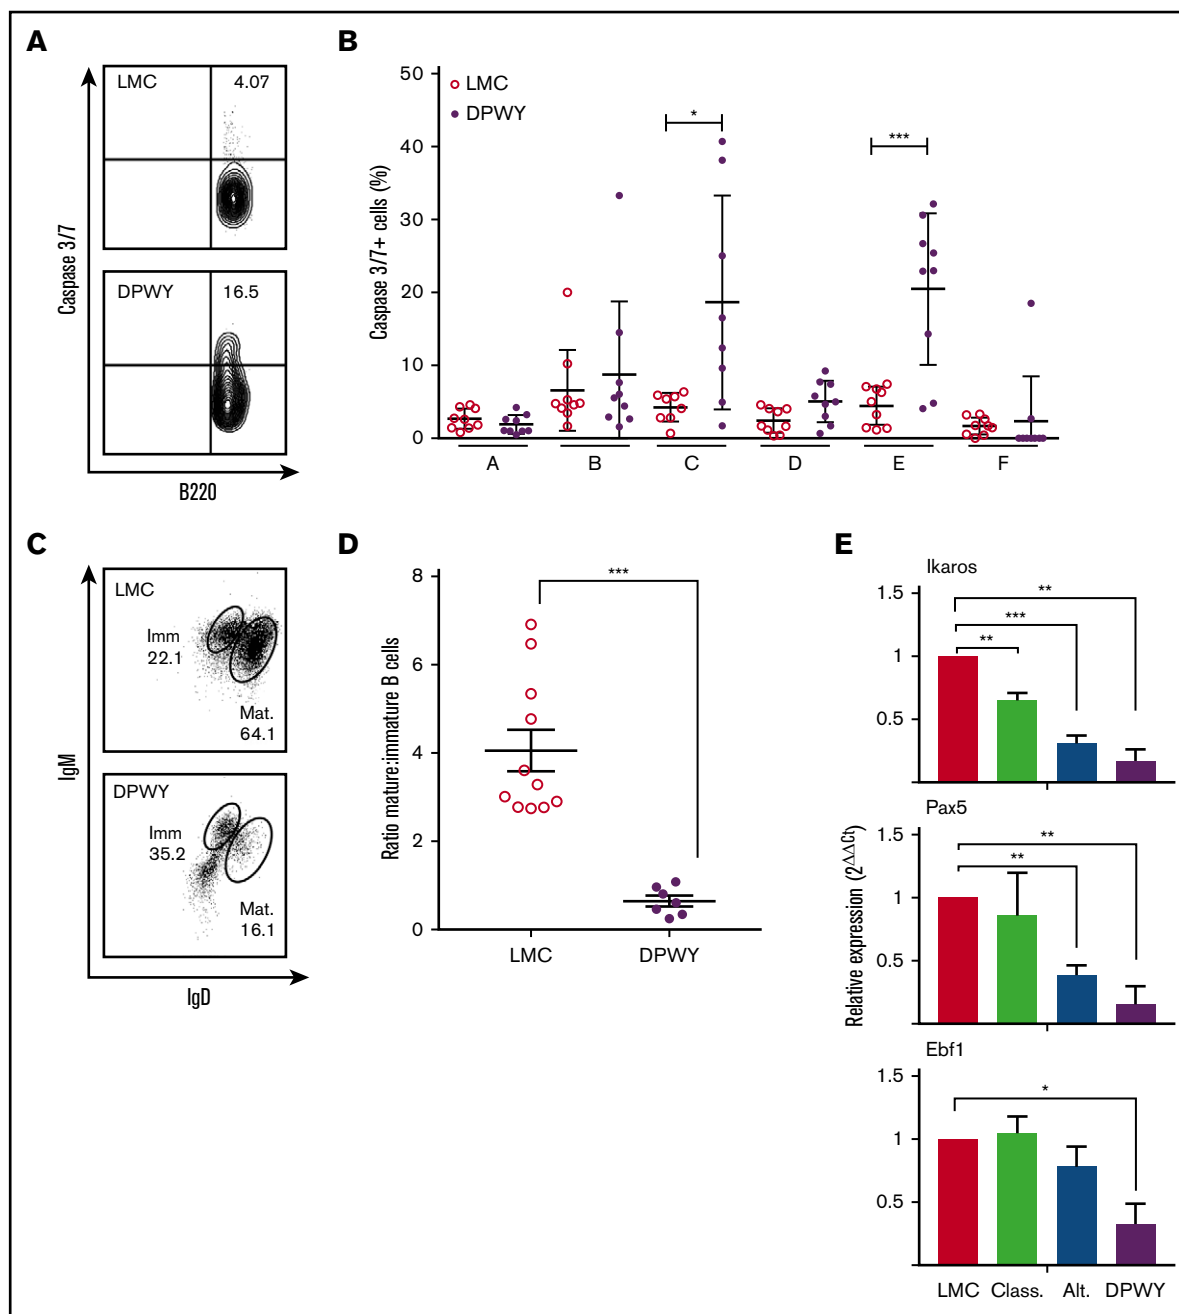 A
LMC
4.07
DPWY
16.5
Caspase 3/7
B220
B
LMC
DPWY
50
40
30
20
10
0
Caspase 3/7+ cells (%)
*
***
A B C D E F
C
LMC
Imm
22.1
Mat.
64.1
DPWY
Imm
35.2
Mat.
16.1
IgM
IgD
D
8
6
4
2
0
Ratio mature:immature B cells
***
LMC DPWY
E
Ikaros
1.5
1
0.5
**
***
**
Pax5
1.5
1
0.5
**
**
Relative expression (2ΔΔCt)
Ebf1
1.5
1
0.5
*
LMC Class. Alt. DPWY